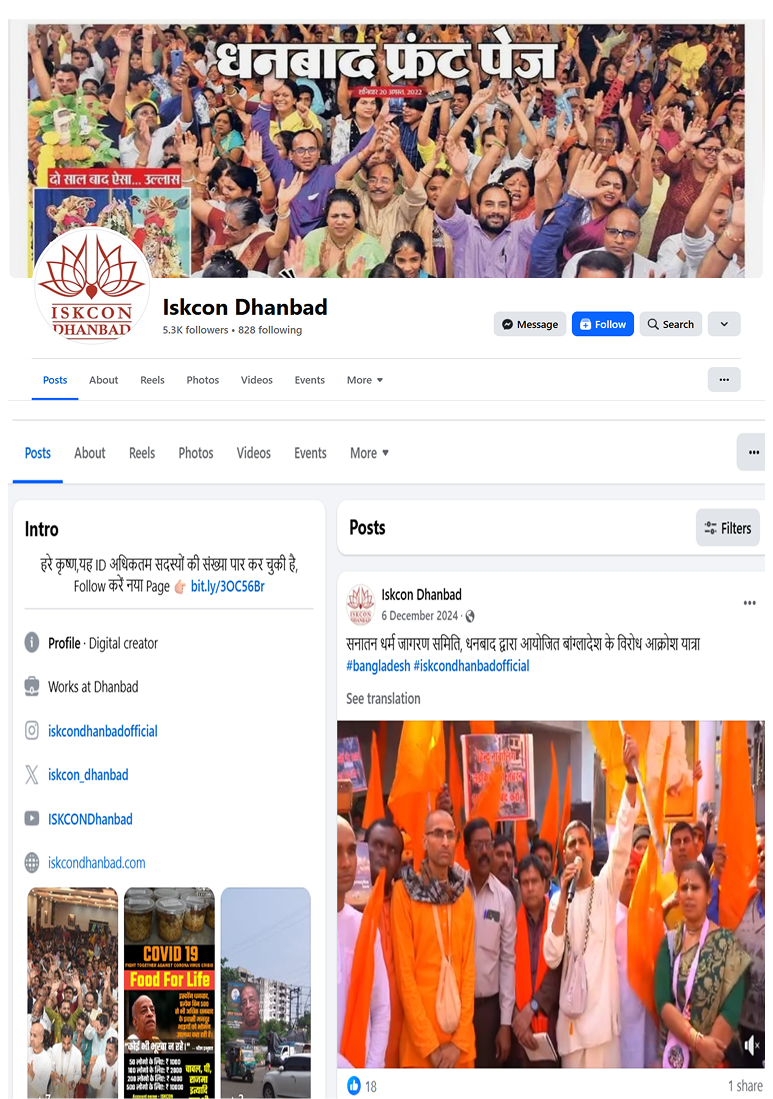 धनबाद फ्रंट पेज
शनिवार 20 अगस्त, 2022
दो साल बाद ऐसा... उल्लास
ISKCON
DHANBAD
Iskcon Dhanbad
5.3K followers • 828 following
Message
Follow
Search
Posts About Reels Photos Videos Events More
Posts About Reels Photos Videos Events More
Intro
हरे कृष्ण,यह ID अधिकतम सदस्यों की संख्या पार कर चुकी है,
Follow करें नया Page 👉🏻 bit.ly/3OC56Br
Profile · Digital creator
Works at Dhanbad
iskcondhanbadofficial
iskcon_dhanbad
ISKCONDhanbad
iskcondhanbad.com
COVID 19
FIGHT TOGETHER AGAINST CORONA VIRUS CRISIS
Food For Life
"कोई भी भूखा न रहे।"
50 लोगो के लिए: ₹ 1000
100 लोगो के लिए: ₹ 2000
200 लोगो के लिए: ₹ 4000
500 लोगो के लिए: ₹ 10000
चावल, घी,
राजमा
इत्यादि
Posts
Filters
Iskcon Dhanbad
6 December 2024 ·
सनातन धर्म जागरण समिति, धनबाद द्वारा आयोजित बांग्लादेश के विरोध आक्रोश यात्रा
#bangladesh #iskcondhanbadofficial
See translation
18
1 share